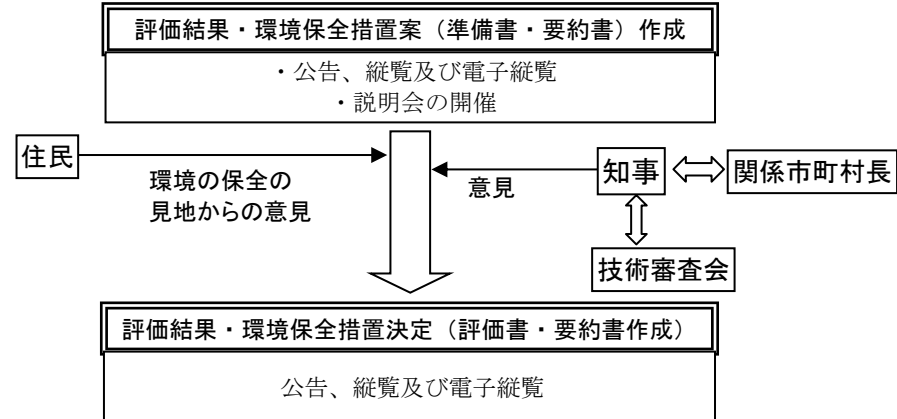 評価結果・環境保全措置案（準備書・要約書）作成
・公告、縦覧及び電子縦覧
・説明会の開催
住民
環境の保全の
見地からの意見
意見
知事
関係市町村長
技術審査会
評価結果・環境保全措置決定（評価書・要約書作成）
公告、縦覧及び電子縦覧